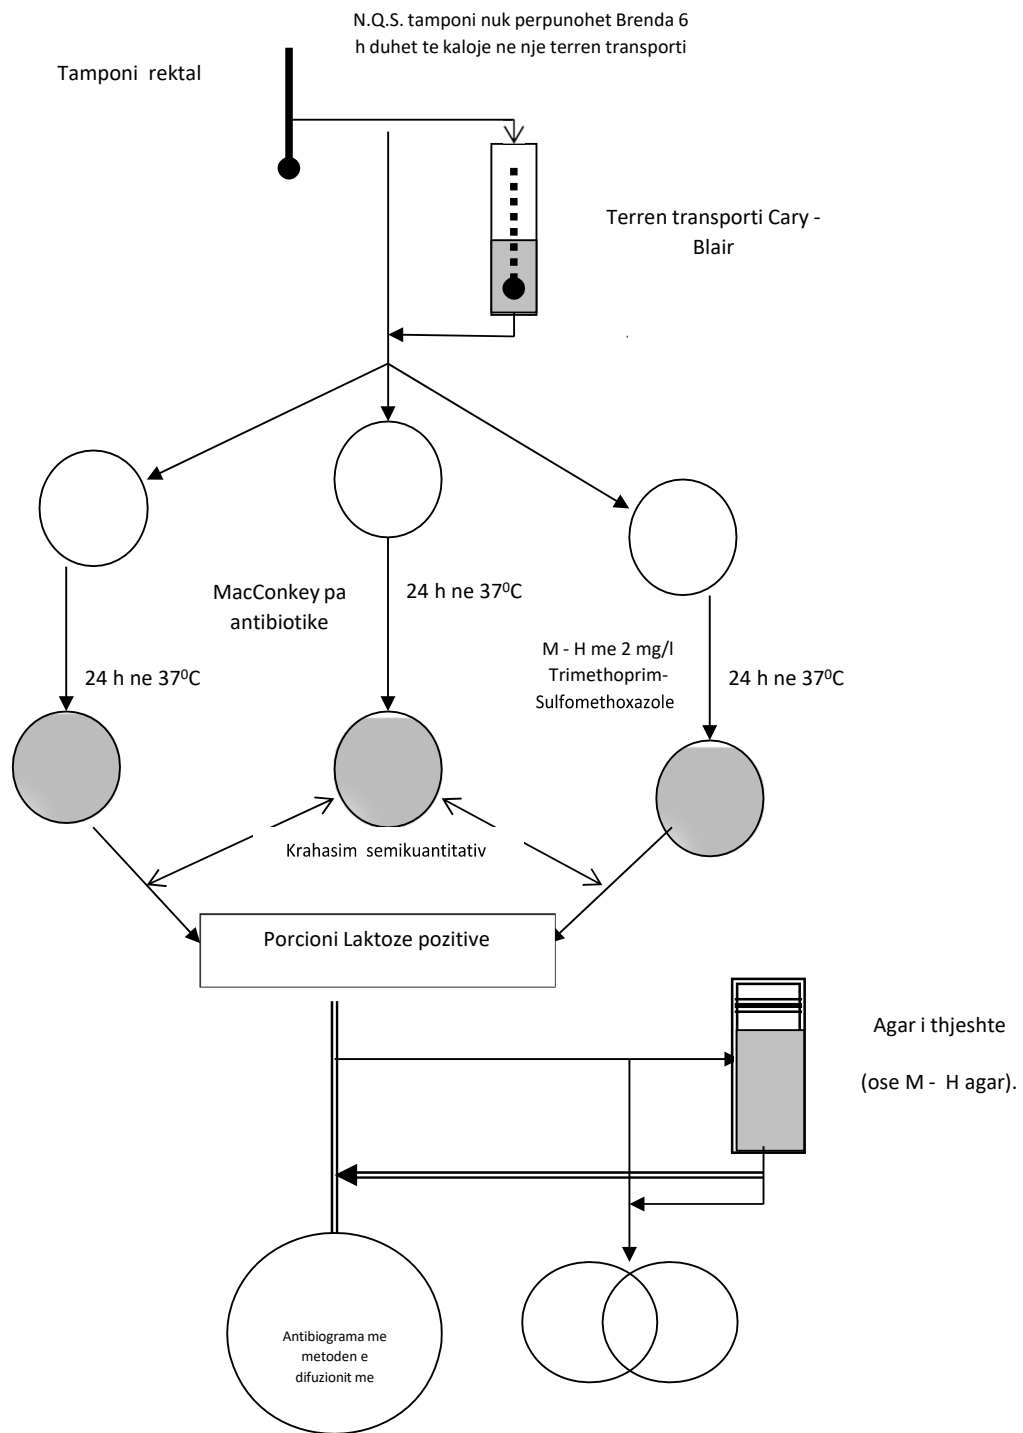 N.Q.S. tamponi nuk perpunohet Brenda 6
h duhet te kaloje ne nje terren transporti
Tamponi rektal
Terren transporti Cary -
Blair
MacConkey pa
antibiotike
24 h ne 37⁰C
M - H me 2 mg/l
Trimethoprim-
Sulfomethoxazole
24 h ne 37⁰C
24 h ne 37⁰C
Krahasim semikuantitativ
Porcioni Laktoze pozitive
Agar i thjeshte
(ose M - H agar).
Antibiograma me
metoden e
difuzionit me